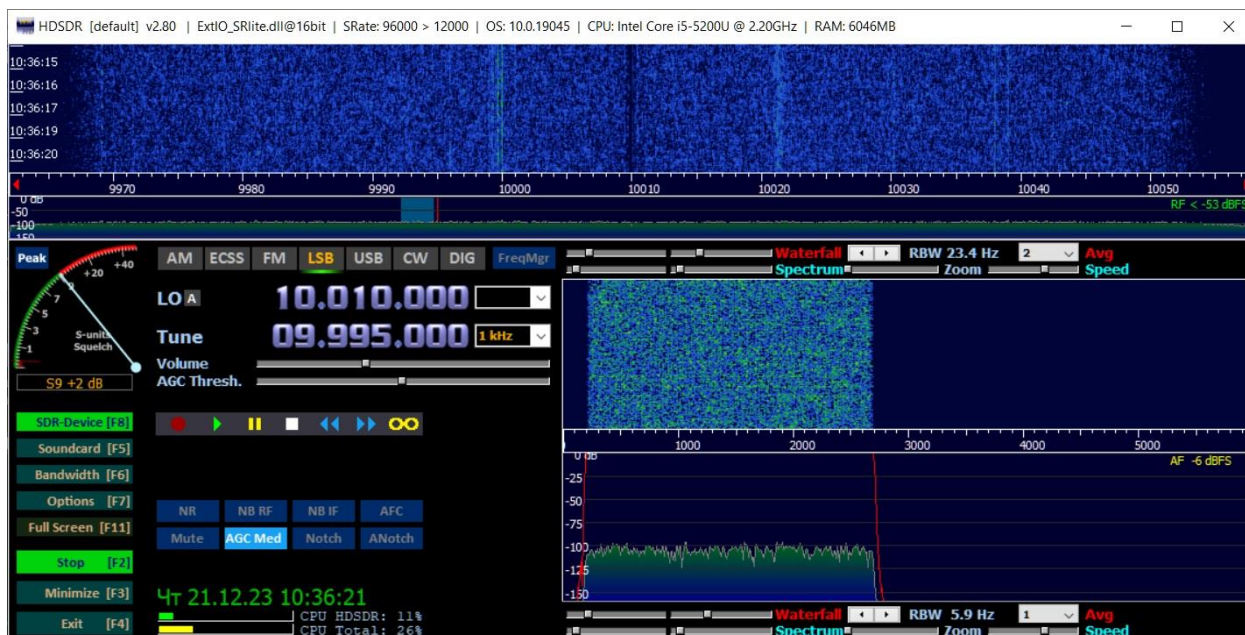 HDSDR [default] v2.80 | ExtIO_SRlite.dll@16bit | SRate: 96000 > 12000 | OS: 10.0.19045 | CPU: Intel Core i5-5200U @ 2.20GHz | RAM: 6046MB
10:36:15
10:36:16
10:36:17
10:36:19
10:36:20
9970 9980 9990 10000 10010 10020 10030 10040 10050
0 dB
-50
-100
-150
RF < -53 dBFS
Peak
1 3 5 7 9 +20 +40
S-units
Squelch
S9 +2 dB
AM ECSS FM LSB USB CW DIG FreqMgr
LO A 10.010.000
Tune 09.995.000 1 kHz
Volume
AGC Thresh.
SDR-Device [F8]
Soundcard [F5]
Bandwidth [F6]
Options [F7]
Full Screen [F11]
Stop [F2]
Minimize [F3]
Exit [F4]
NR NB RF NB IF AFC
Mute AGC Med Notch ANotch
Чт 21.12.23 10:36:21
CPU HDSDR: 11%
CPU Total: 26%
Waterfall RBW 23.4 Hz 2 Avg
Spectrum Zoom Speed
0 1000 2000 3000 4000 5000
0 dB
-25
-50
-75
-100
-125
-150
AF -6 dBFS
Waterfall RBW 5.9 Hz 1 Avg
Spectrum Zoom Speed